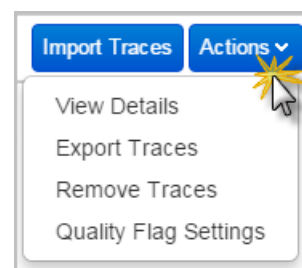 Import Traces Actions
View Details
Export Traces
Remove Traces
Quality Flag Settings